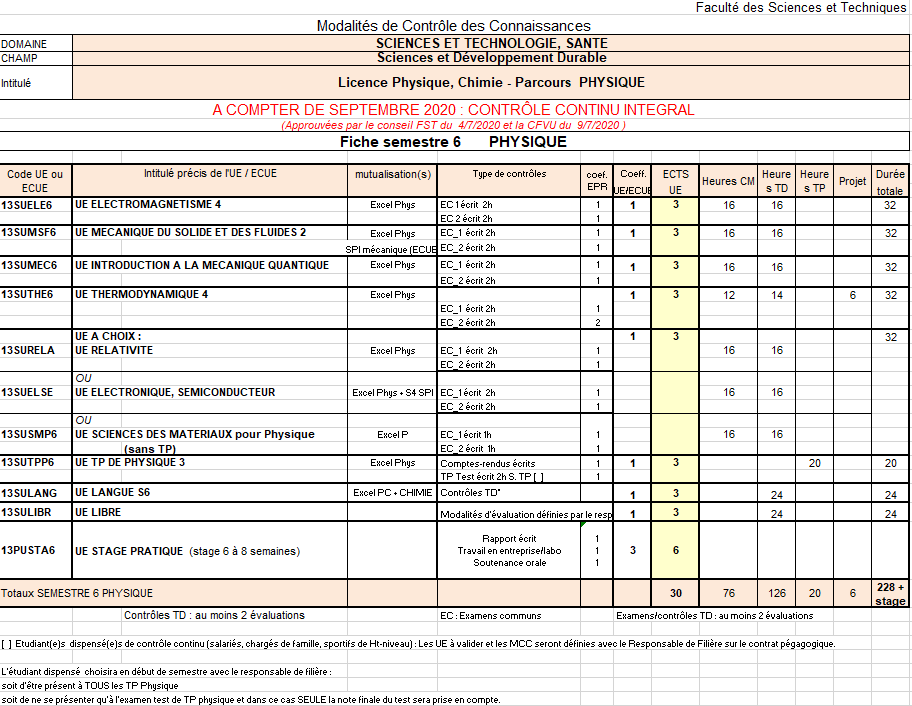 Faculté des Sciences et Techniques
Modalités de Contrôle des Connaissances
DOMAINE SCIENCES ET TECHNOLOGIE, SANTE
CHAMP Sciences et Développement Durable
Intitulé Licence Physique, Chimie - Parcours PHYSIQUE
A COMPTER DE SEPTEMBRE 2020 : CONTRÔLE CONTINU INTEGRAL
(Approuvées par le conseil FST du 4/7/2020 et la CFVU du 9/7/2020 )
Fiche semestre 6 PHYSIQUE
Code UE ou ECUE Intitulé précis de l'UE / ECUE mutualisation(s) Type de contrôles coef. EPR Coeff. UE/ECUE ECTS UE Heures CM Heures TD Heures TP Projet Durée totale
13SUELE6 UE ELECTROMAGNETISME 4 Excel Phys EC 1 écrit 2h 1 1 3 16 16 32
EC 2 écrit 2h 1
13SUMSF6 UE MECANIQUE DU SOLIDE ET DES FLUIDES 2 Excel Phys EC_1 écrit 2h 1 1 3 16 16 32
SPI mécanique (ECUE EC_2 écrit 2h 1
13SUMEC6 UE INTRODUCTION A LA MECANIQUE QUANTIQUE Excel Phys EC_1 écrit 2h 1 1 3 16 16 32
EC_2 écrit 2h 1
13SUTHE6 UE THERMODYNAMIQUE 4 Excel Phys 1 3 12 14 6 32
EC_1 écrit 2h 1
EC_2 écrit 2h 2
UE A CHOIX : 1 3 32
13SURELA UE RELATIVITE Excel Phys EC_1 écrit 2h 1 16 16
EC_2 écrit 2h 1
OU
13SUELSE UE ELECTRONIQUE, SEMICONDUCTEUR Excel Phys + S4 SPI EC_1écrit 2h 1 16 16
EC_2 écrit 2h 1
OU
13SUSMP6 UE SCIENCES DES MATERIAUX pour Physique Excel P EC_1écrit 1h 1 16 16
(sans TP) EC_2 écrit 1h 1
13SUTPP6 UE TP DE PHYSIQUE 3 Excel Phys Comptes-rendus écrits 1 1 3 20 20
TP Test écrit 2h S. TP [ ] 1
13SULANG UE LANGUE S6 Excel PC + CHIMIE Contrôles TD* 1 3 24 24
13SULIBR UE LIBRE Modalités d'évaluation définies par le resp 1 3 24 24
Rapport écrit 1
13PUSTA6 UE STAGE PRATIQUE (stage 6 à 8 semaines) Travail en entreprise/labo 1 3 6
Soutenance orale 1
Totaux SEMESTRE 6 PHYSIQUE 30 76 126 20 6 228 + stage
Contrôles TD : au moins 2 évaluations EC : Examens communs Examens/contrôles TD : au moins 2 évaluations
[ ] Etudiant(e)s dispensé(e)s de contrôle continu (salariés, chargés de famille, sportifs de Ht-niveau) : Les UE à valider et les MCC seront définies avec le Responsable de Filière sur le contrat pégagogique.
L'étudiant dispensé choisira en début de semestre avec le responsable de filière :
soit d'être présent à TOUS les TP Physique
soit de ne se présenter qu'à l'examen test de TP physique et dans ce cas SEULE la note finale du test sera prise en compte.